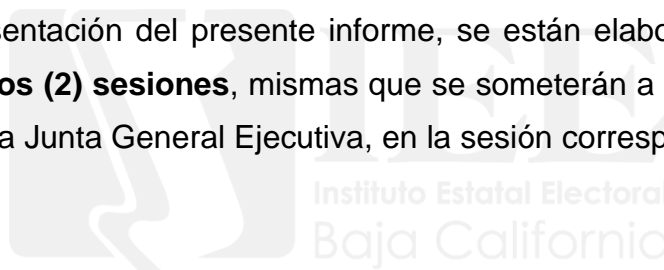 sentación del presente informe, se están elabo
os (2) sesiones, mismas que se someterán a
a Junta General Ejecutiva, en la sesión corresp
IEE
Instituto Estatal Electoral
Baja California